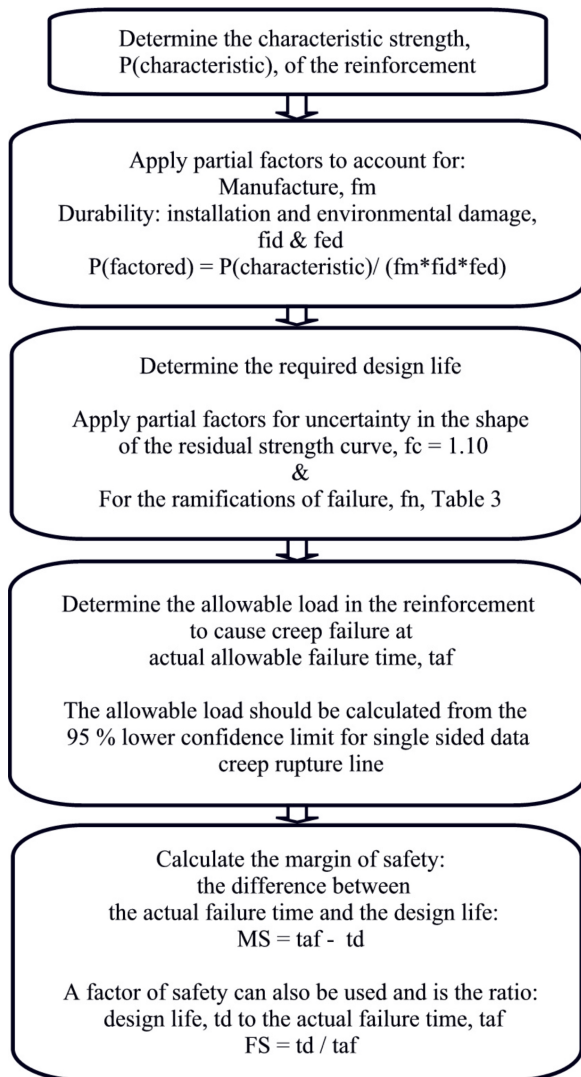 Determine the characteristic strength,
P(characteristic), of the reinforcement
Apply partial factors to account for:
Manufacture, fm
Durability: installation and environmental damage,
fid & fed
P(factored) = P(characteristic)/ (fm*fid*fed)
Determine the required design life
Apply partial factors for uncertainty in the shape
of the residual strength curve, fc = 1.10
&
For the ramifications of failure, fn, Table 3
Determine the allowable load in the reinforcement
to cause creep failure at
actual allowable failure time, taf
The allowable load should be calculated from the
95 % lower confidence limit for single sided data
creep rupture line
Calculate the margin of safety:
the difference between
the actual failure time and the design life:
MS = taf - td
A factor of safety can also be used and is the ratio:
design life, td to the actual failure time, taf
FS = td / taf